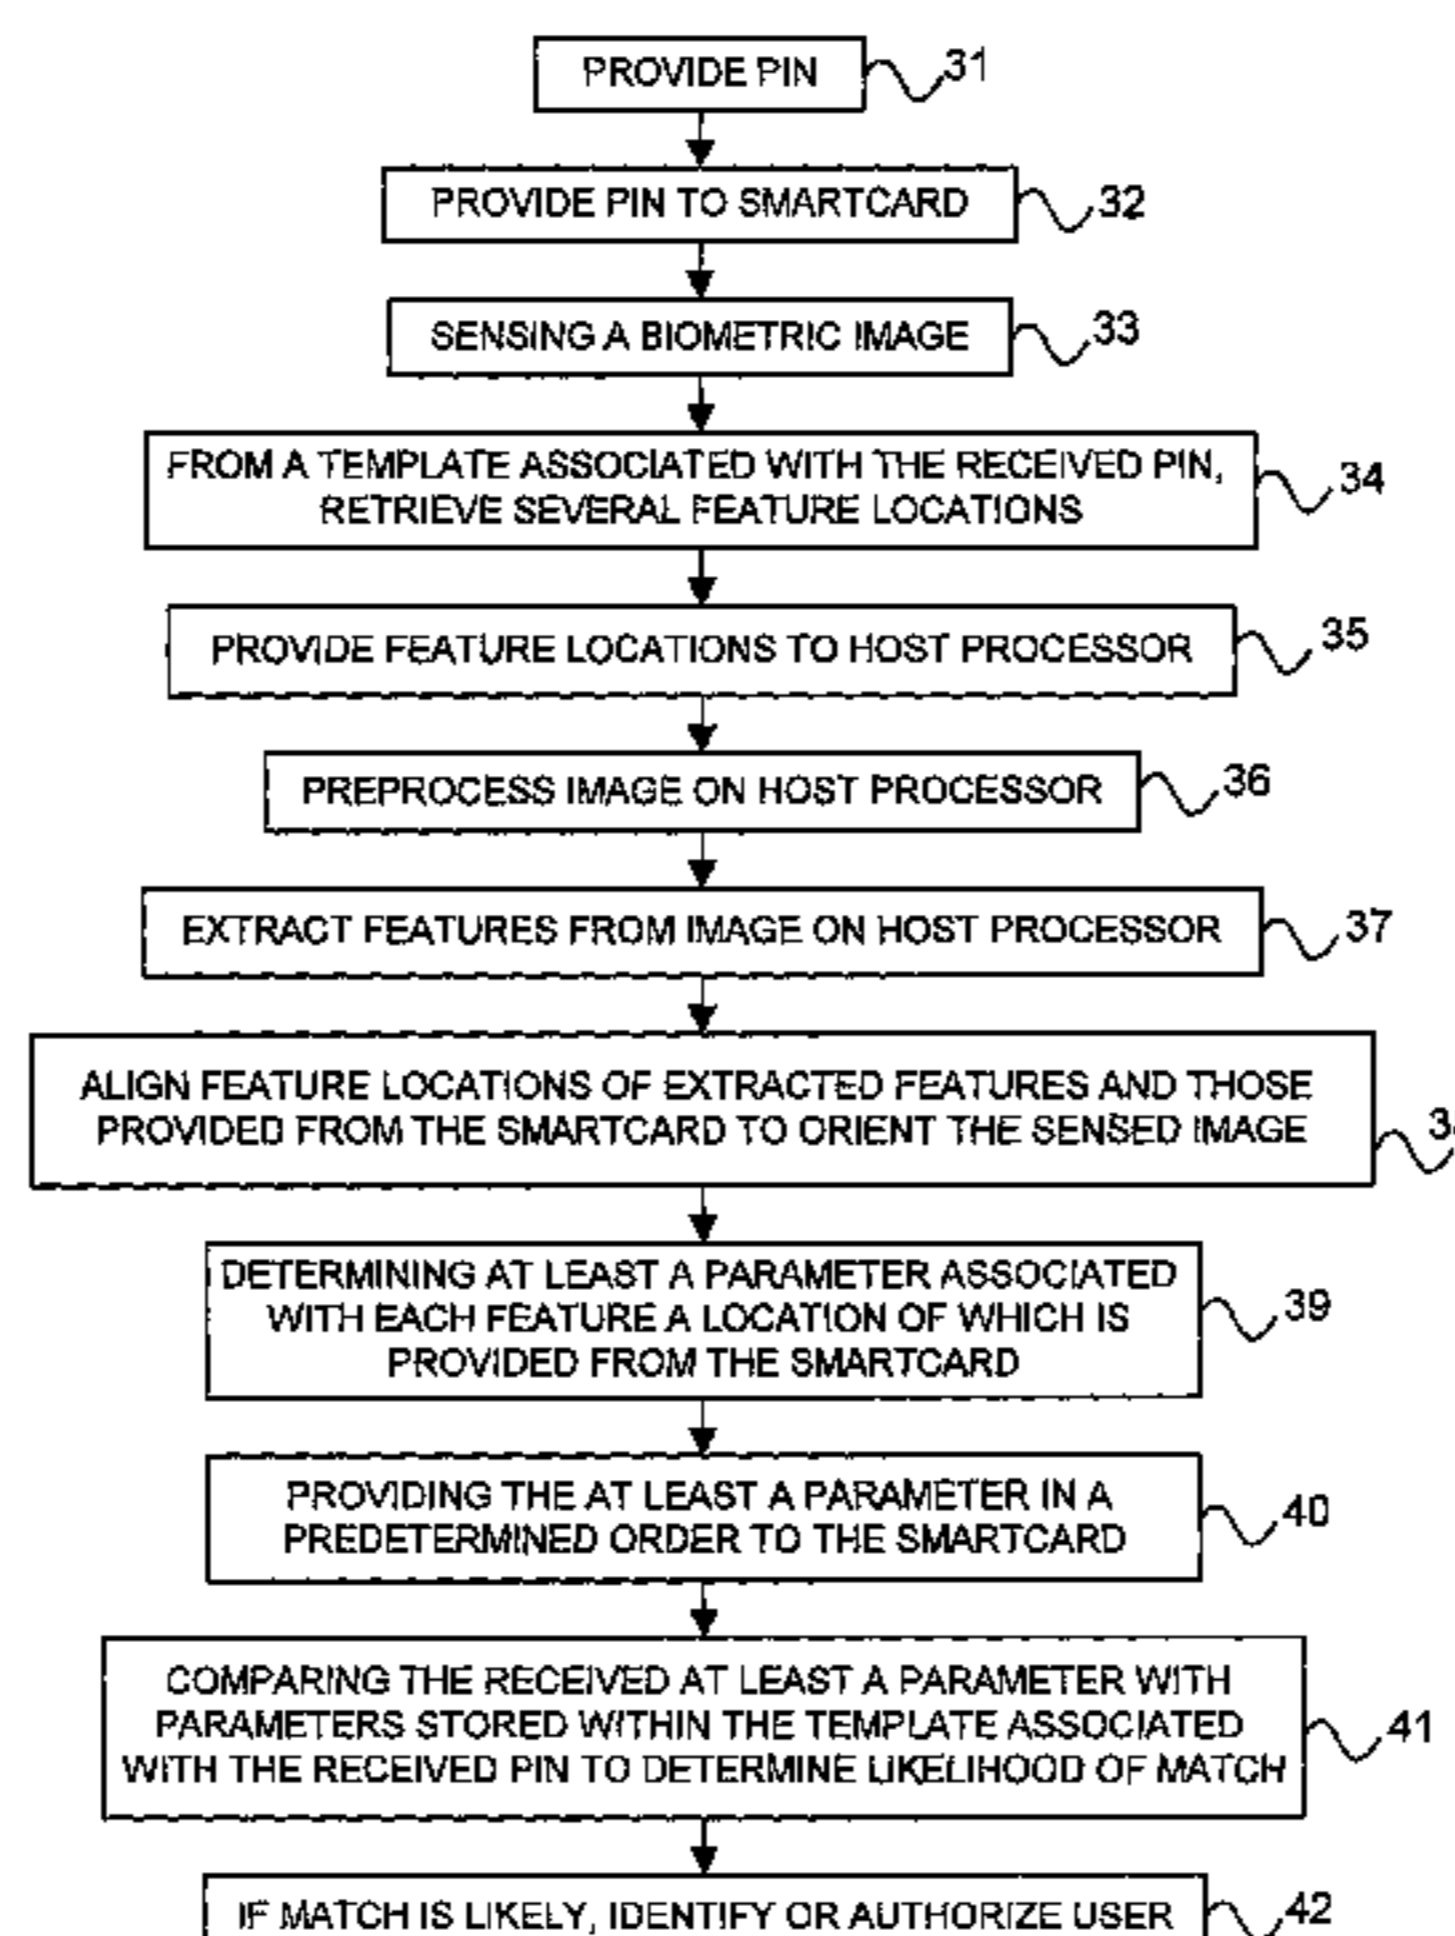 PROVIDE PIN 31
PROVIDE PIN TO SMARTCARD 32
SENSING A BIOMETRIC IMAGE 33
FROM A TEMPLATE ASSOCIATED WITH THE RECEIVED PIN,
RETRIEVE SEVERAL FEATURE LOCATIONS
34
PROVIDE FEATURE LOCATIONS TO HOST PROCESSOR 35
PREPROCESS IMAGE ON HOST PROCESSOR 36
EXTRACT FEATURES FROM IMAGE ON HOST PROCESSOR 37
ALIGN FEATURE LOCATIONS OF EXTRACTED FEATURES AND THOSE
PROVIDED FROM THE SMARTCARD TO ORIENT THE SENSED IMAGE
DETERMINING AT LEAST A PARAMETER ASSOCIATED
WITH EACH FEATURE A LOCATION OF WHICH IS
PROVIDED FROM THE SMARTCARD
39
PROVIDING THE AT LEAST A PARAMETER IN A
PREDETERMINED ORDER TO THE SMARTCARD
40
COMPARING THE RECEIVED AT LEAST A PARAMETER WITH
PARAMETERS STORED WITHIN THE TEMPLATE ASSOCIATED
WITH THE RECEIVED PIN TO DETERMINE LIKELIHOOD OF MATCH
41
IF MATCH IS LIKELY, IDENTIFY OR AUTHORIZE USER 42